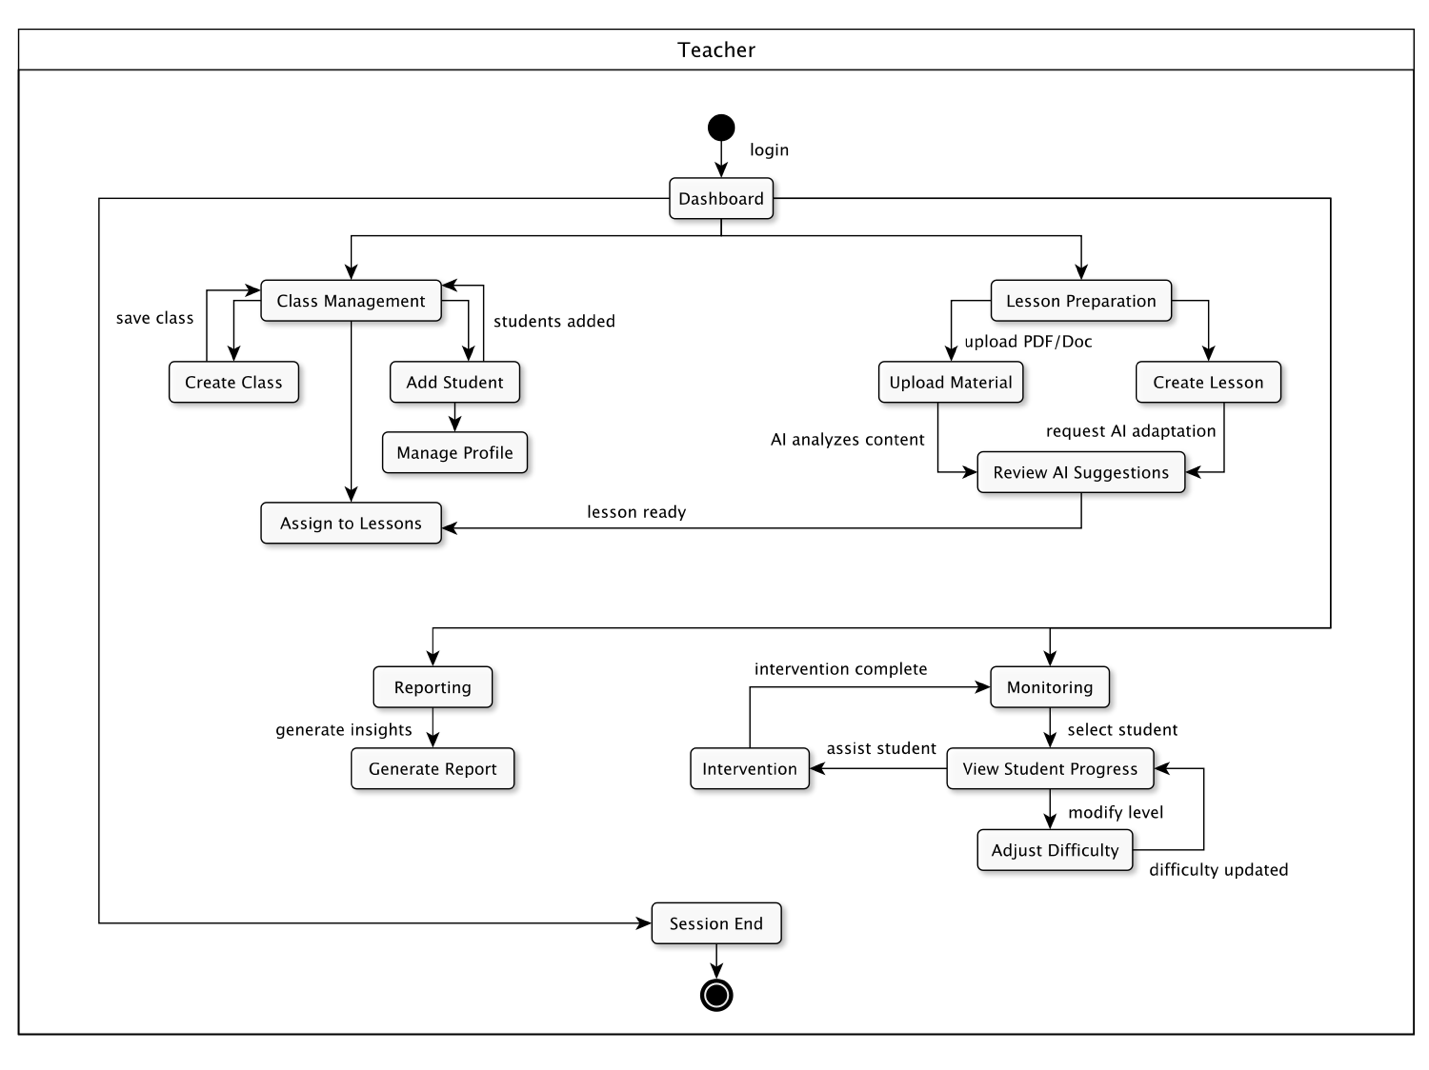 Teacher
login
Dashboard
Class Management
Lesson Preparation
save class
students added
upload PDF/Doc
Create Class
Add Student
Upload Material
Create Lesson
AI analyzes content
request AI adaptation
Manage Profile
Review AI Suggestions
lesson ready
Assign to Lessons
intervention complete
Reporting
Monitoring
generate insights
select student
assist student
Generate Report
Intervention
View Student Progress
modify level
Adjust Difficulty
difficulty updated
Session End